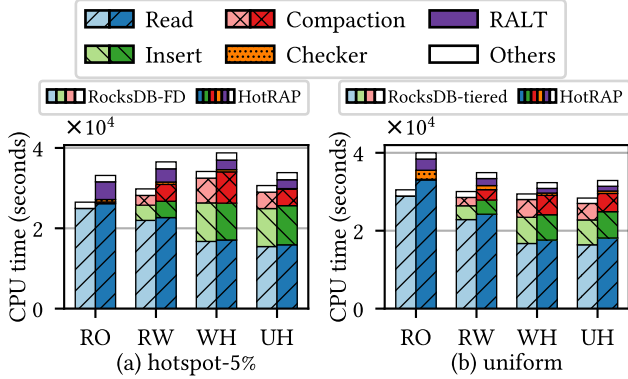 Read Compaction RALT
Insert Checker Others
RocksDB-FD HotRAP RocksDB-tiered HotRAP
×10⁴ ×10⁴
CPU time (seconds) CPU time (seconds)
4 4
2 2
0 0
RO RW WH UH RO RW WH UH
(a) hotspot-5% (b) uniform